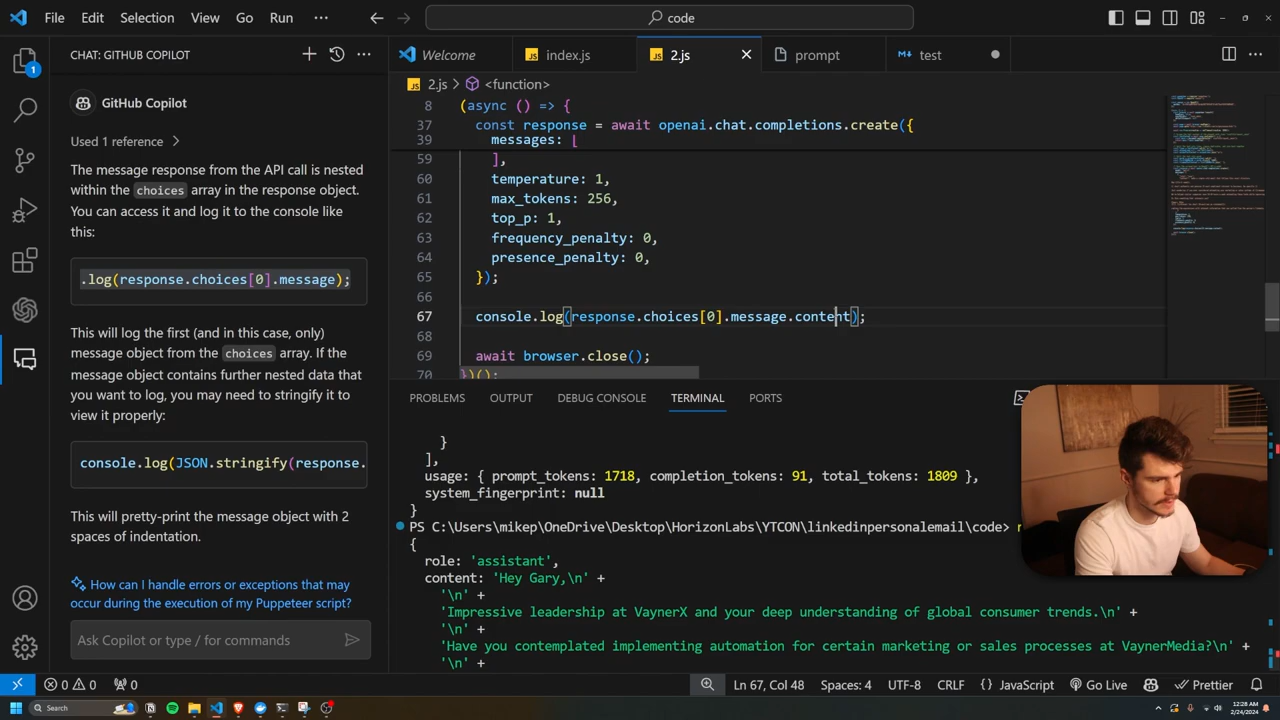 File Edit Selection View Go Run ··· code
CHAT: GITHUB COPILOT
GitHub Copilot
Used 1 reference
The message response from the API call is nested
within the choices array in the response object.
You can access it and log it to the console like
this:
.log(response.choices[0].message);
This will log the first (and in this case, only)
message object from the choices array. If the
message object contains further nested data that
you want to log, you may need to stringify it to
view it properly:
console.log(JSON.stringify(response.
This will pretty-print the message object with 2
spaces of indentation.
How can I handle errors or exceptions that may
occur during the execution of my Puppeteer script?
Ask Copilot or type / for commands
1
Welcome JS index.js JS 2.js prompt test
JS 2.js > <function>
8 (async () => {
37 const response = await openai.chat.completions.create({
39 messages:
59 ],
60 temperature: 1,
61 max_tokens: 256,
62 top_p: 1,
63 frequency_penalty: 0,
64 presence_penalty: 0,
65 });
66
67 console.log(response.choices[0].message.content);
68
69 await browser.close();
70 })();
PROBLEMS OUTPUT DEBUG CONSOLE TERMINAL PORTS
}
],
usage: { prompt_tokens: 1718, completion_tokens: 91, total_tokens: 1809 },
system_fingerprint: null
}
PS C:\Users\mikep\OneDrive\Desktop\HorizonLabs\YTCON\linkedinpersonalemail\code>
{
role: 'assistant',
content: 'Hey Gary,\n' +
'\n' +
'Impressive leadership at VaynerX and your deep understanding of global consumer trends.\n' +
'\n' +
'Have you contemplated implementing automation for certain marketing or sales processes at VaynerMedia?\n' +
'\n' +
0 0 0 Ln 67, Col 48 Spaces: 4 UTF-8 CRLF {} JavaScript Go Live Prettier
Search 12:28 AM
2/24/2024